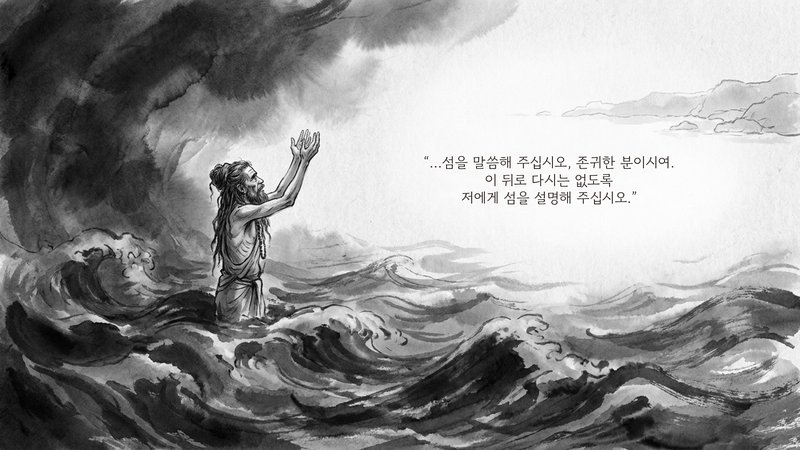 “…섬을 말씀해 주십시오, 존귀한 분이시여.
이 뒤로 다시는 없도록
저에게 섬을 설명해 주십시오.”